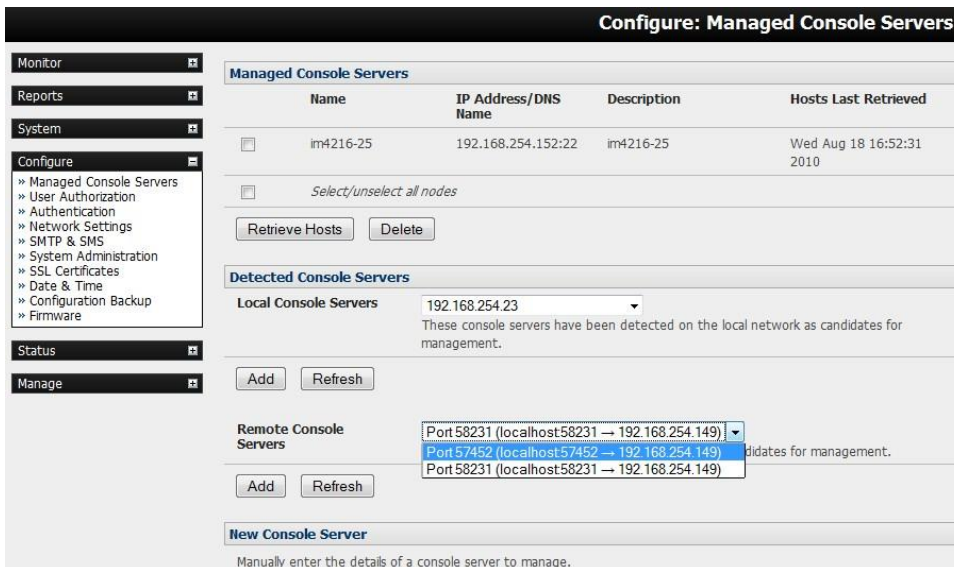 Configure: Managed Console Servers
Monitor
Reports
System
Configure
» Managed Console Servers
» User Authorization
» Authentication
» Network Settings
» SMTP & SMS
» System Administration
» SSL Certificates
» Date & Time
» Configuration Backup
» Firmware
Status
Manage
Managed Console Servers
Name IP Address/DNS Name Description Hosts Last Retrieved
im4216-25 192.168.254.152:22 im4216-25 Wed Aug 18 16:52:31 2010
Select/unselect all nodes
Retrieve Hosts Delete
Detected Console Servers
Local Console Servers 192.168.254.23
These console servers have been detected on the local network as candidates for
management.
Add Refresh
Remote Console Servers Port 58231 (localhost:58231 → 192.168.254.149)
Port 57452 (localhost:57452 → 192.168.254.149) didates for management.
Port 58231 (localhost:58231 → 192.168.254.149)
Add Refresh
New Console Server
Manually enter the details of a console server to manage.